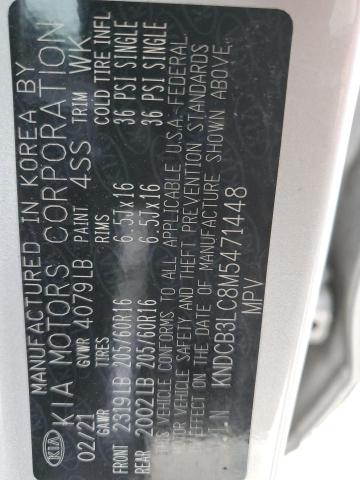 MANUFACTURED IN KOREA BY
KIA KIA MOTORS CORPORATION
02/21 GVWR 4079LB PAINT 4SS TRIM WK
GAWR TIRES RIMS COLD TIRE INFL
FRONT 2319LB 205/60R16 6.5Jx16 36 PSI SINGLE
REAR 2002LB 205/60R16 6.5Jx16 36 PSI SINGLE
VEHICLE CONFORMS TO ALL APPLICABLE U.S.A. FEDERAL
MOTOR VEHICLE SAFETY AND THEFT PREVENTION STANDARDS
EFFECT ON THE DATE OF MANUFACTURE SHOWN ABOVE.
KNDCB3LC8M5471448
MPV